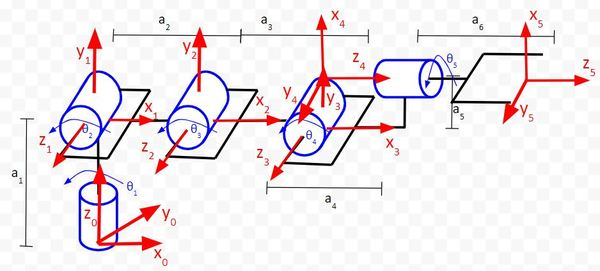 x₄
x₅
a₂
a₃
a₆
y₁
y₂
z₄
θ₅
z₅
y₄
y₃
x₁
x₂
a₅
y₅
z₁
θ₂
z₂
θ₃
z₃
θ₄
x₃
a₁
θ₁
a₄
z₀
y₀
x₀